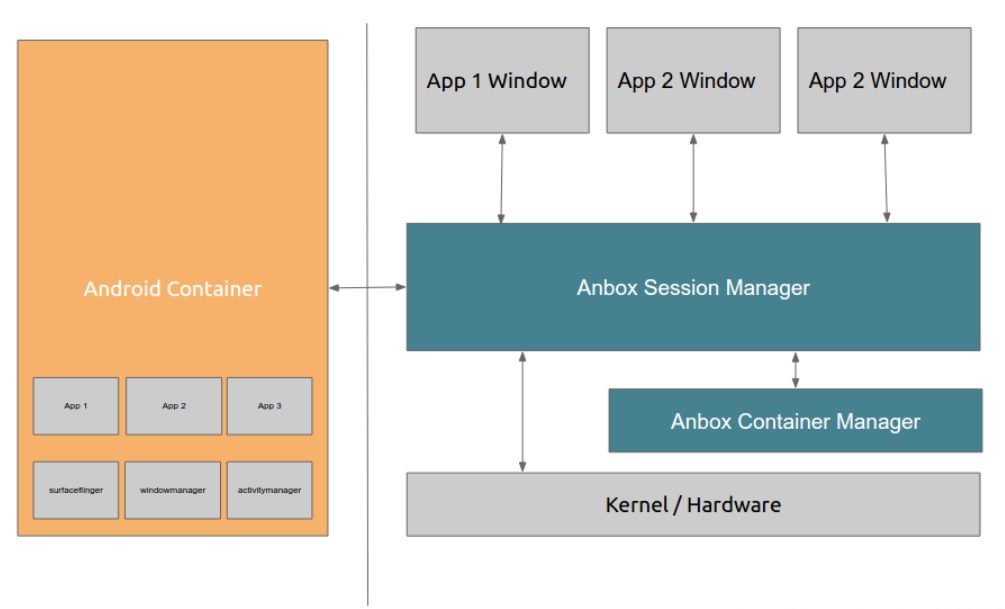 App 1 Window
App 2 Window
App 2 Window
Android Container
Anbox Session Manager
App 1
App 2
App 3
Anbox Container Manager
surfaceflinger
windowmanager
activitymanager
Kernel / Hardware